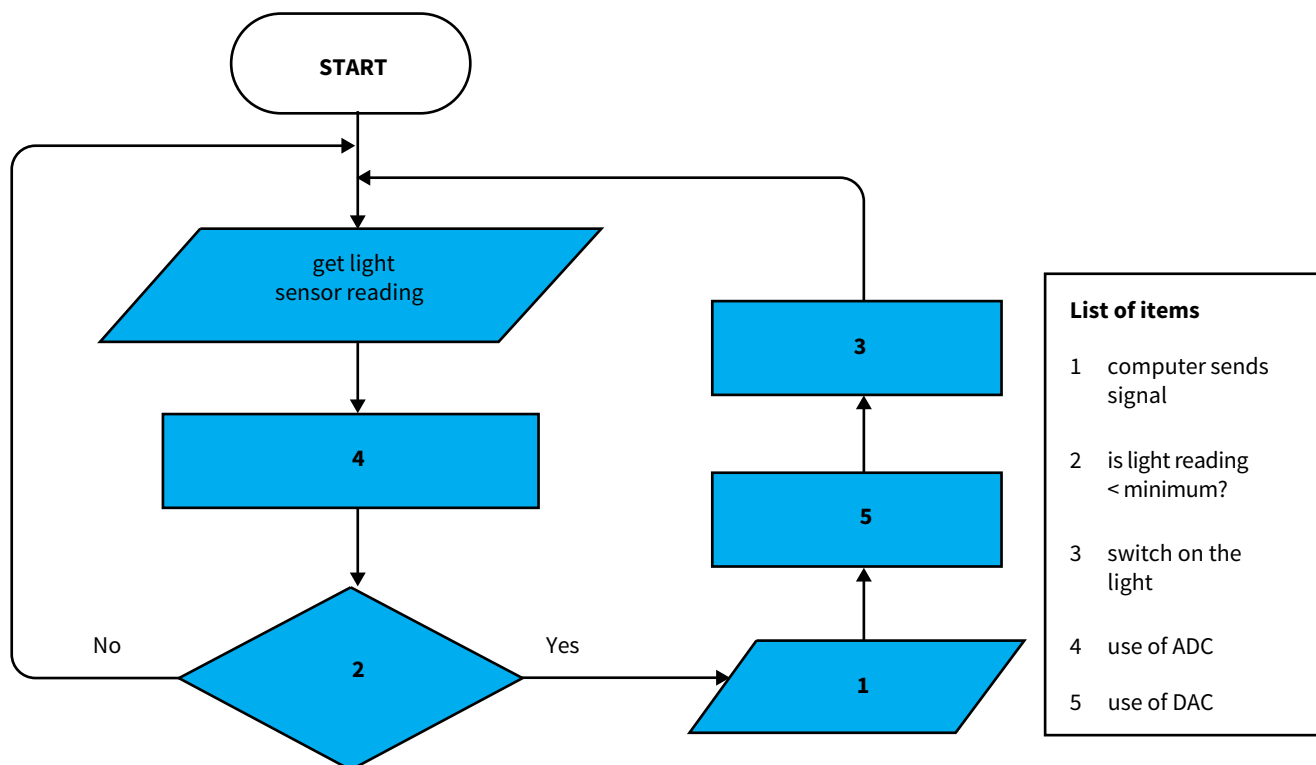 START
get light
sensor reading
4
2
No
Yes
1
5
3
List of items
1 computer sends
signal
2 is light reading
< minimum?
3 switch on the
light
4 use of ADC
5 use of DAC